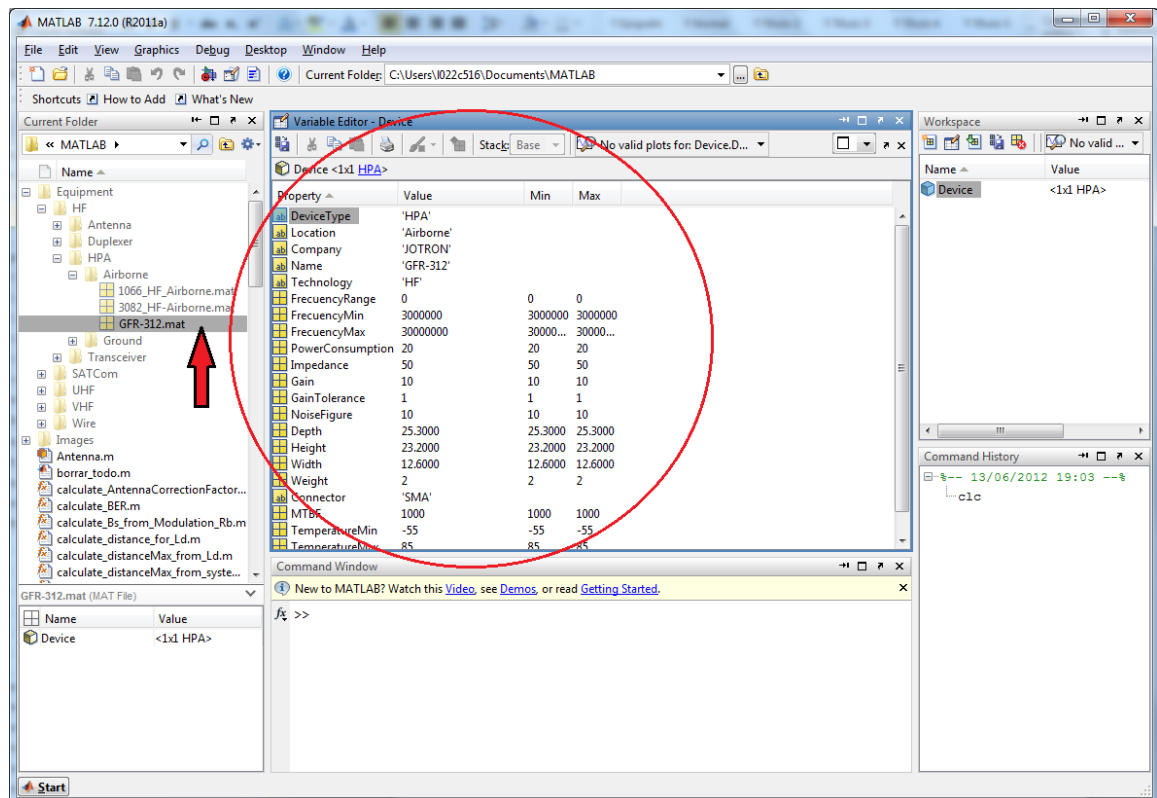 MATLAB 7.12.0 (R2011a)
File Edit View Graphics Debug Desktop Window Help
Current Folder: C:\Users\I022c516\Documents\MATLAB
Shortcuts How to Add What's New
Current Folder
« MATLAB
Name
Equipment
HF
Antenna
Duplexer
HPA
Airborne
1066_HF_Airborne.mat
3082_HF-Airborne.mat
GFR-312.mat
Ground
Transceiver
SATCom
UHF
VHF
Wire
Images
Antenna.m
borrar_todo.m
calculate_AntennaCorrectionFactor...
calculate_BER.m
calculate_Bs_from_Modulation_Rb.m
calculate_distance_for_Ld.m
calculate_distanceMax_from_Ld.m
calculate_distanceMax_from_syste...
GFR-312.mat (MAT File)
Name Value
Device <1x1 HPA>
Variable Editor - Device
Stack: Base No valid plots for: Device.D...
Device <1x1 HPA>
Property Value Min Max
DeviceType 'HPA'
Location 'Airborne'
Company 'JOTRON'
Name 'GFR-312'
Technology 'HF'
FrecuencyRange 0 0 0
FrecuencyMin 3000000 3000000 3000000
FrecuencyMax 30000000 30000... 30000...
PowerConsumption 20 20 20
Impedance 50 50 50
Gain 10 10 10
GainTolerance 1 1 1
NoiseFigure 10 10 10
Depth 25.3000 25.3000 25.3000
Height 23.2000 23.2000 23.2000
Width 12.6000 12.6000 12.6000
Weight 2 2 2
Connector 'SMA'
MTBF 1000 1000 1000
TemperatureMin -55 -55 -55
TemperatureMax 85 85 85
Command Window
New to MATLAB? Watch this Video, see Demos, or read Getting Started.
fx >>
Workspace
No valid ...
Name Value
Device <1x1 HPA>
Command History
%-- 13/06/2012 19:03 --%
clc
Start